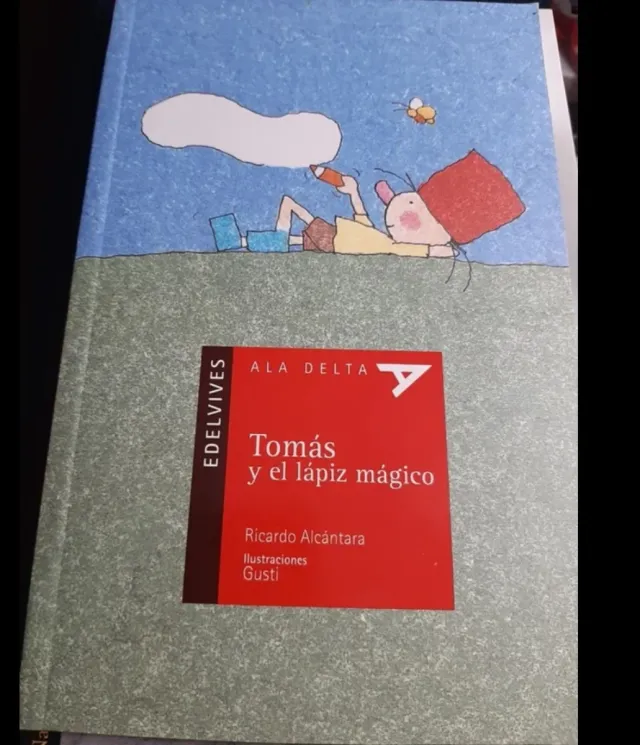 EDELVIVES
ALA DELTA
Tomás
y el lápiz mágico
Ricardo Alcántara
Ilustraciones
Gusti